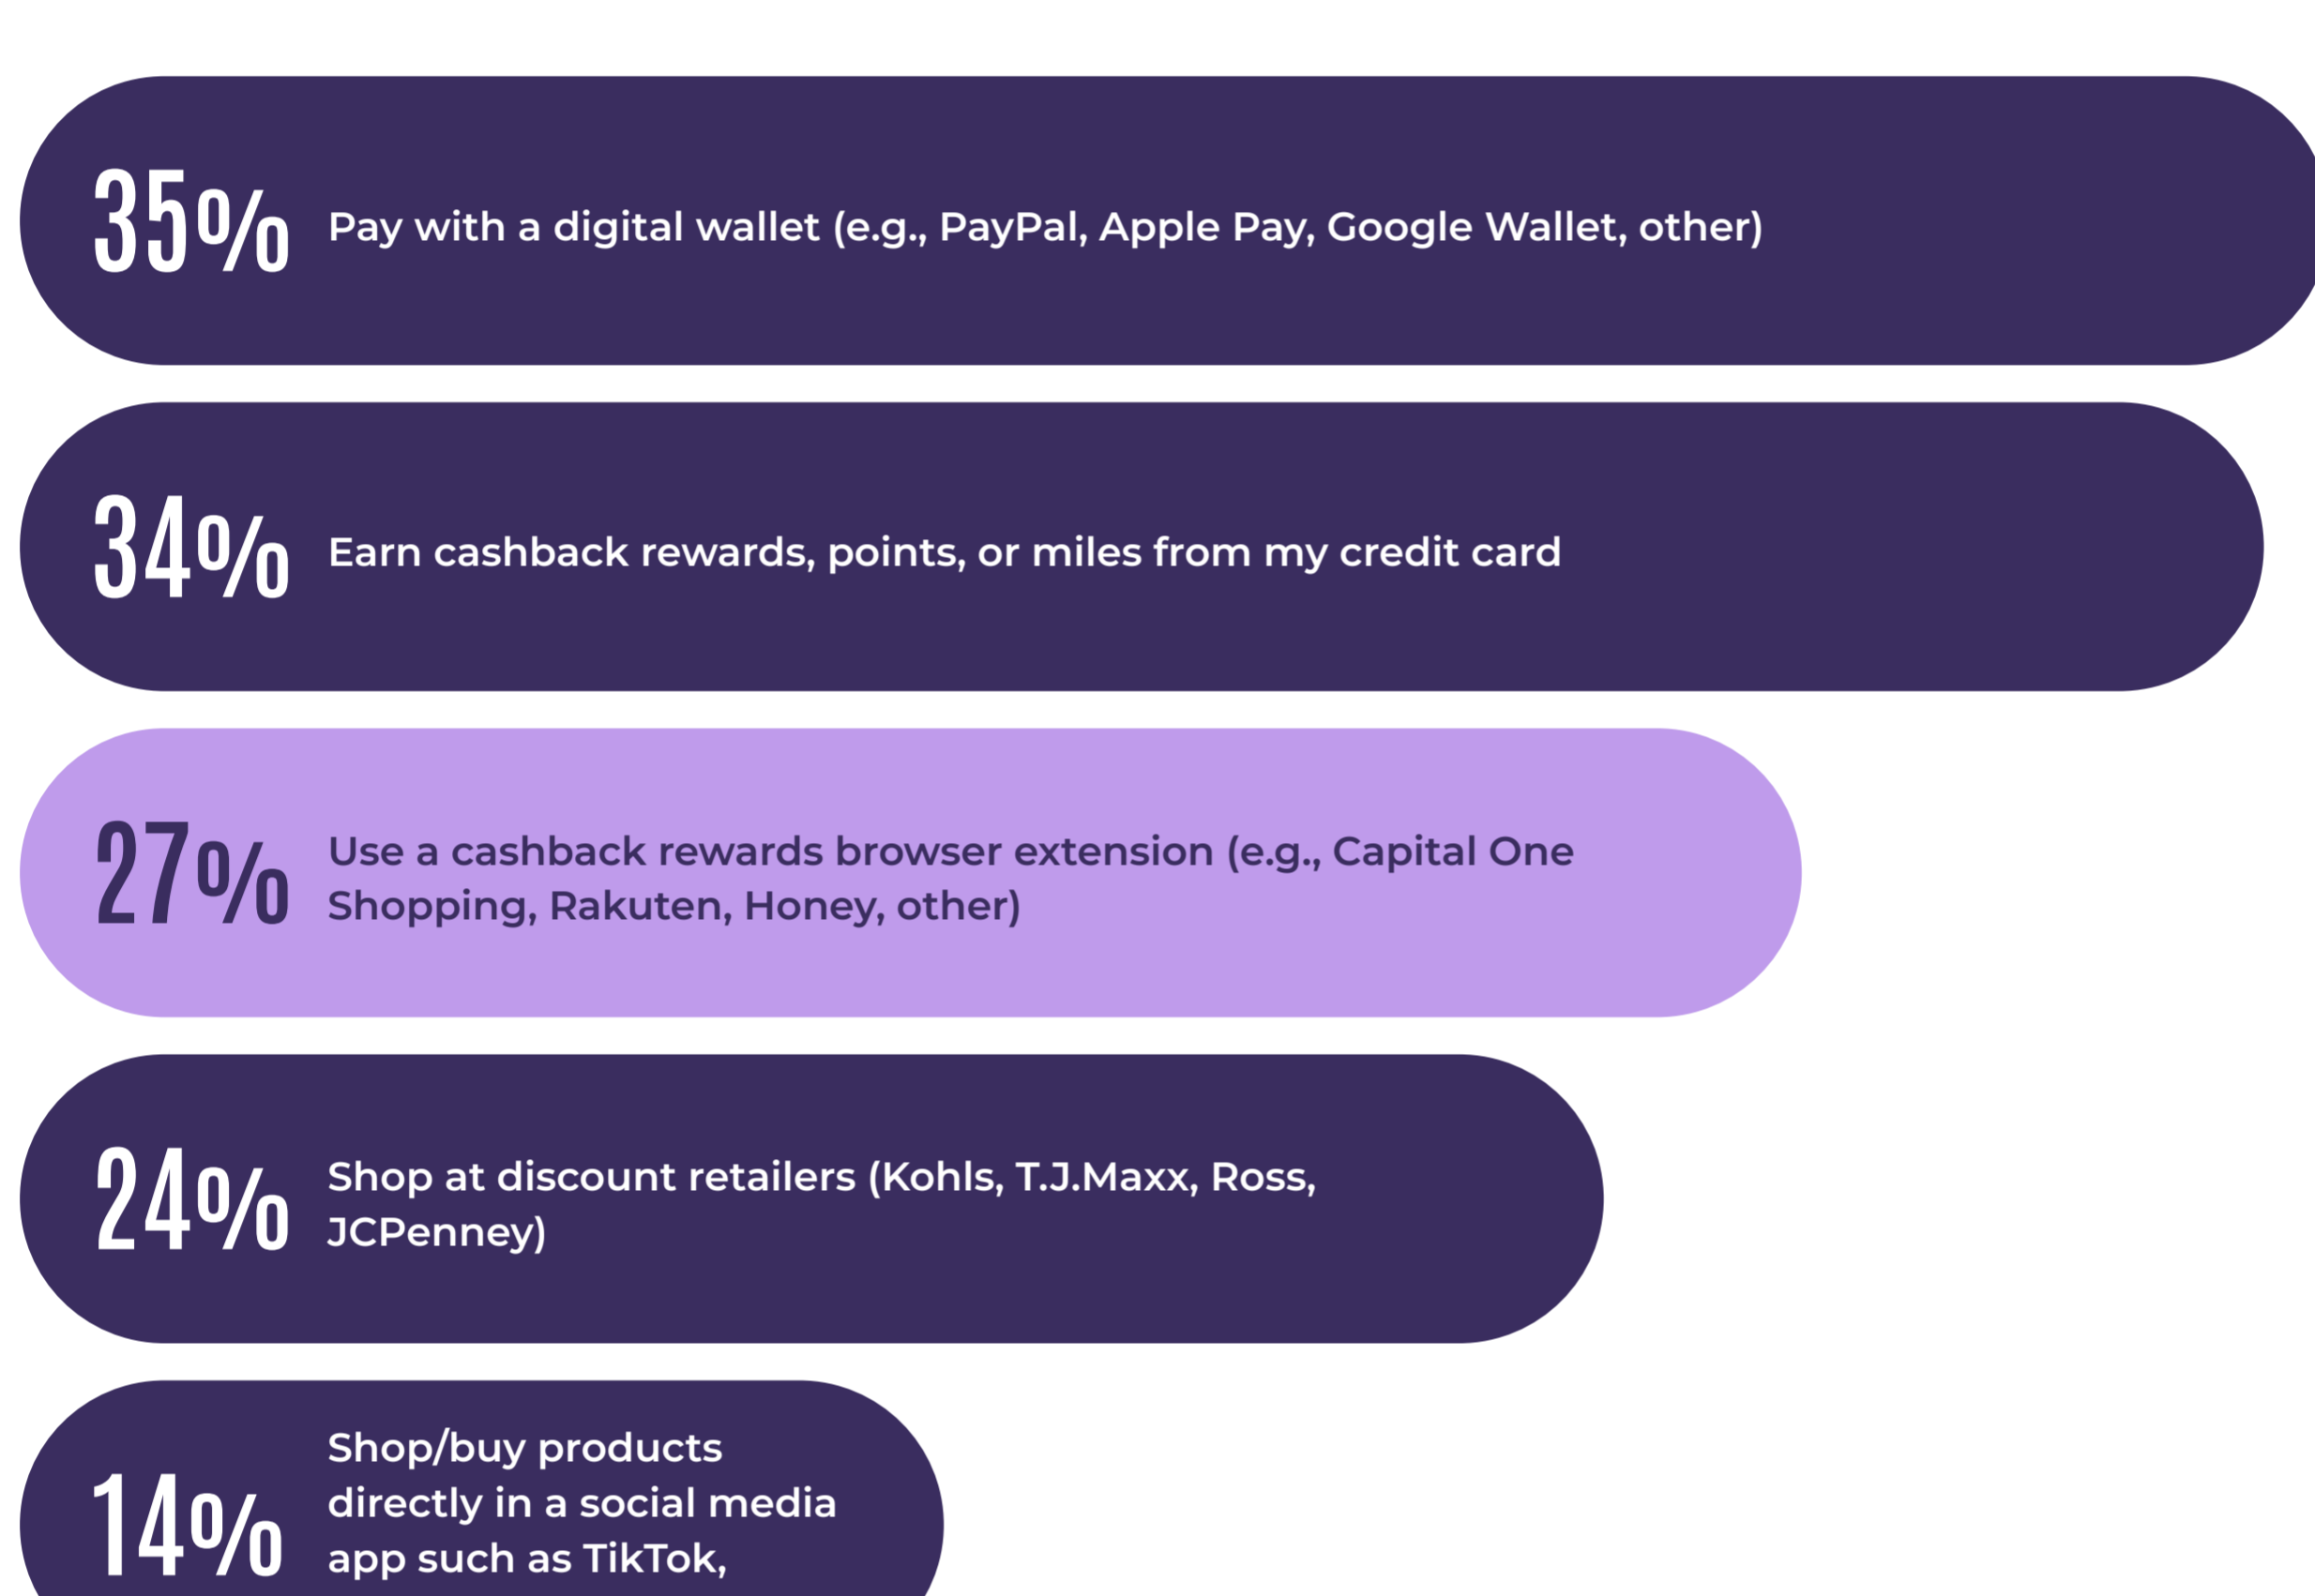 35% Pay with a digital wallet (e.g., PayPal, Apple Pay, Google Wallet, other)
34% Earn cashback rewards, points, or miles from my credit card
27% Use a cashback rewards browser extension (e.g., Capital One
Shopping, Rakuten, Honey, other)
24% Shop at discount retailers (Kohls, T.J.Maxx, Ross,
JCPenney)
14% Shop/buy products
directly in a social media
app such as TikTok,